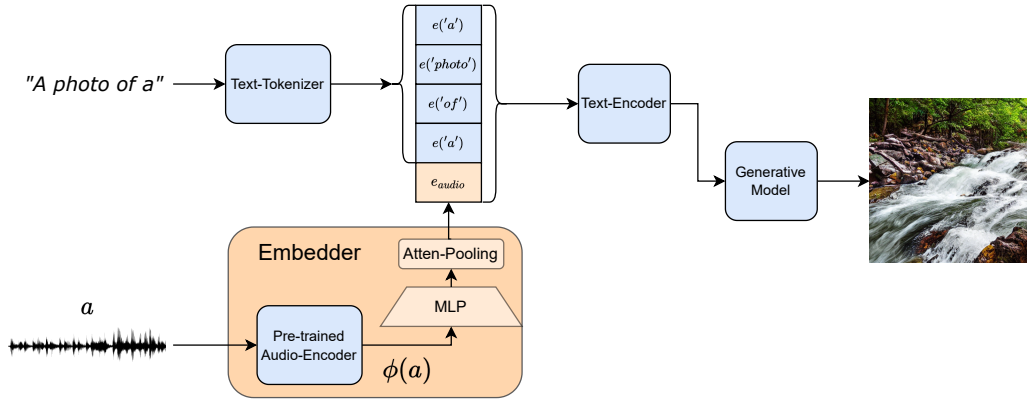 "A photo of a"
Text-Tokenizer
e('a')
e('photo')
e('of')
e('a')
e_audio
Text-Encoder
Generative
Model
Embedder
Atten-Pooling
MLP
Pre-trained
Audio-Encoder
ϕ(a)
a